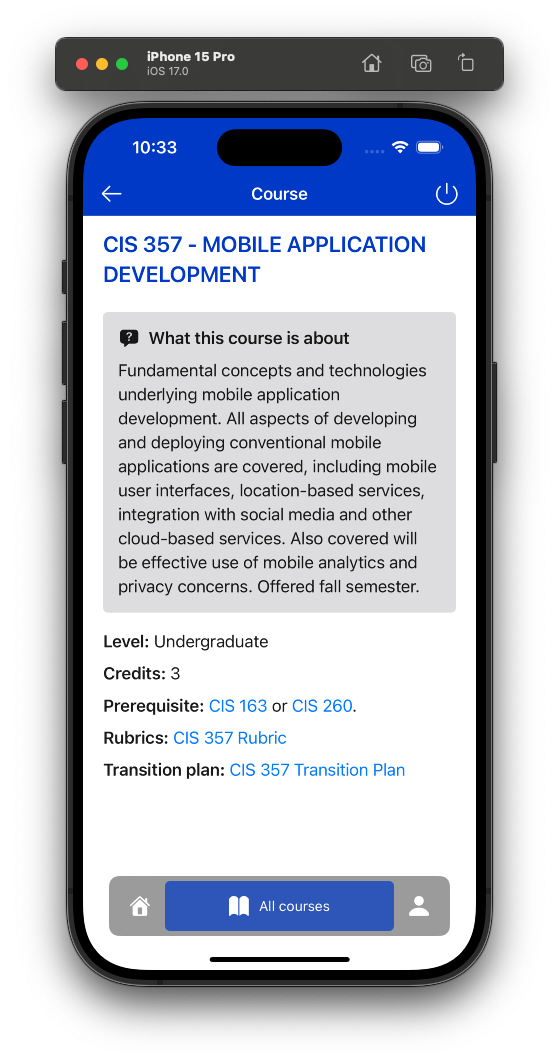 iPhone 15 Pro
iOS 17.0
10:33
Course
CIS 357 - MOBILE APPLICATION
DEVELOPMENT
What this course is about
Fundamental concepts and technologies
underlying mobile application
development. All aspects of developing
and deploying conventional mobile
applications are covered, including mobile
user interfaces, location-based services,
integration with social media and other
cloud-based services. Also covered will
be effective use of mobile analytics and
privacy concerns. Offered fall semester.
Level: Undergraduate
Credits: 3
Prerequisite: CIS 163 or CIS 260.
Rubrics: CIS 357 Rubric
Transition plan: CIS 357 Transition Plan
All courses